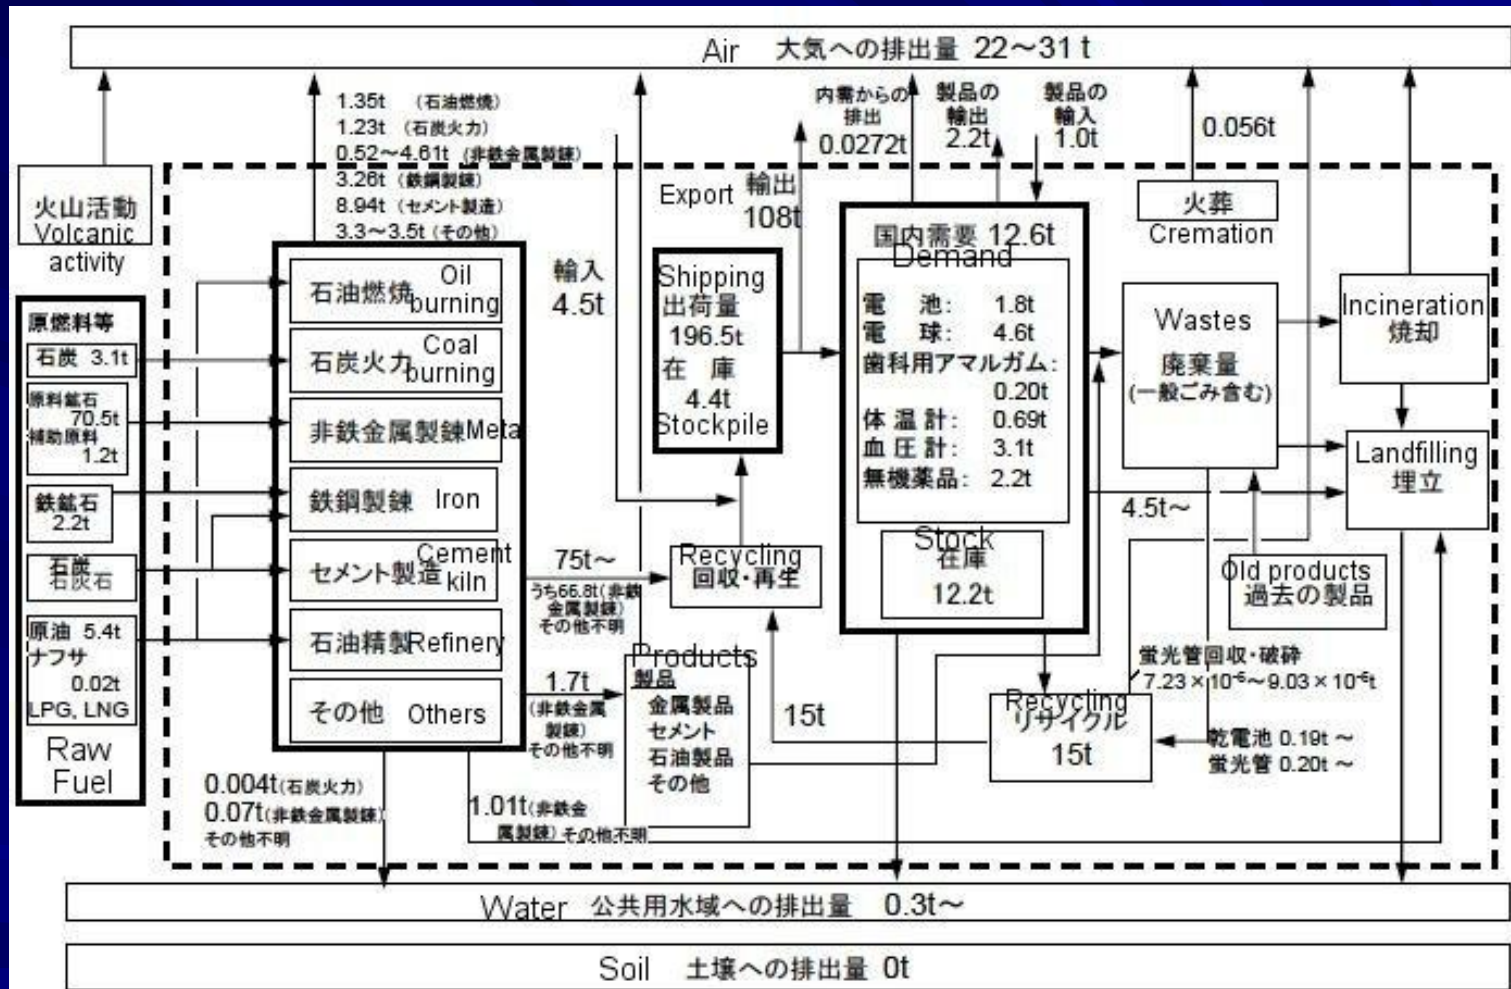 Air 大気への排出量 22～31 t
1.35t (石油燃焼)
1.23t (石炭火力)
0.52～4.61t (非鉄金属製錬)
3.26t (鉄鋼製錬)
8.94t (セメント製造)
3.3～3.5t (その他)
内需からの
排出
0.0272t
製品の
輸出
2.2t
製品の
輸入
1.0t
0.056t
火山活動
Volcanic
activity
Export 輸出
108t
輸入
4.5t
火葬
Cremation
原燃料等
石炭 3.1t
原料鉱石
70.5t
補助原料
1.2t
鉄鉱石
2.2t
石炭
石灰石
原油 5.4t
ナフサ
0.02t
LPG, LNG
Raw
Fuel
石油燃焼 Oil
burning
石炭火力 Coal
burning
非鉄金属製錬 Meta
鉄鋼製錬 Iron
セメント製造 Cement
kiln
石油精製 Refinery
その他 Others
Shipping
出荷量
196.5t
在 庫
4.4t
Stockpile
国内需要 12.6t
Demand
電 池: 1.8t
電 球: 4.6t
歯科用アマルガム:
0.20t
体 温 計: 0.69t
血 圧 計: 3.1t
無機薬品: 2.2t
Stock
在庫
12.2t
Wastes
廃棄量
(一般ごみ含む)
Incineration
焼却
Landfilling
埋立
4.5t～
Old products
過去の製品
75t～
うち66.8t(非鉄
金属製錬)
その他不明
Recycling
回収・再生
1.7t
(非鉄金属
製錬)
その他不明
Products
製品
金属製品
セメント
石油製品
その他
15t
Recycling
リサイクル
15t
蛍光管回収・破砕
7.23×10⁻⁶～9.03×10⁻⁶t
乾電池 0.19t ～
蛍光管 0.20t ～
0.004t(石炭火力)
0.07t(非鉄金属製錬)
その他不明
1.01t(非鉄金
属製錬) その他不明
Water 公共用水域への排出量 0.3t～
Soil 土壌への排出量 0t